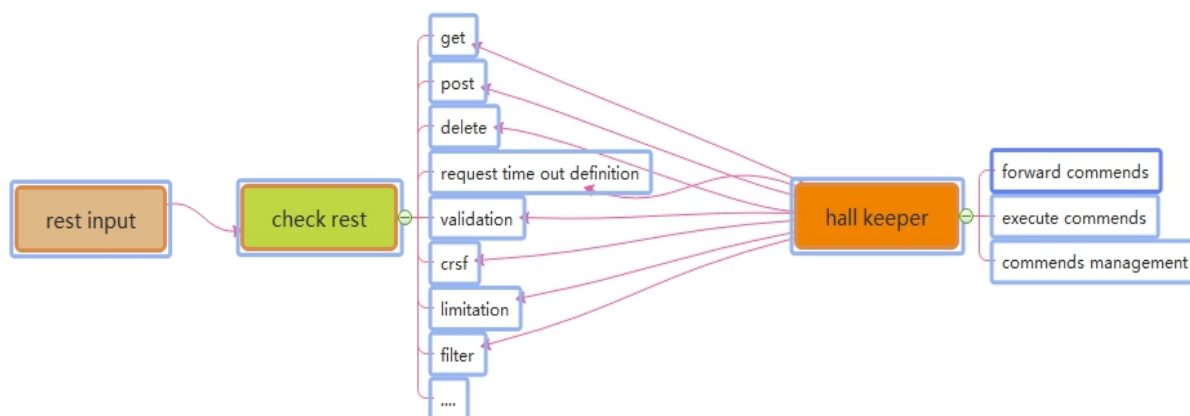 rest input
check rest
get
post
delete
request time out definition
validation
crsf
limitation
filter
....
hall keeper
forward commends
execute commends
commends management